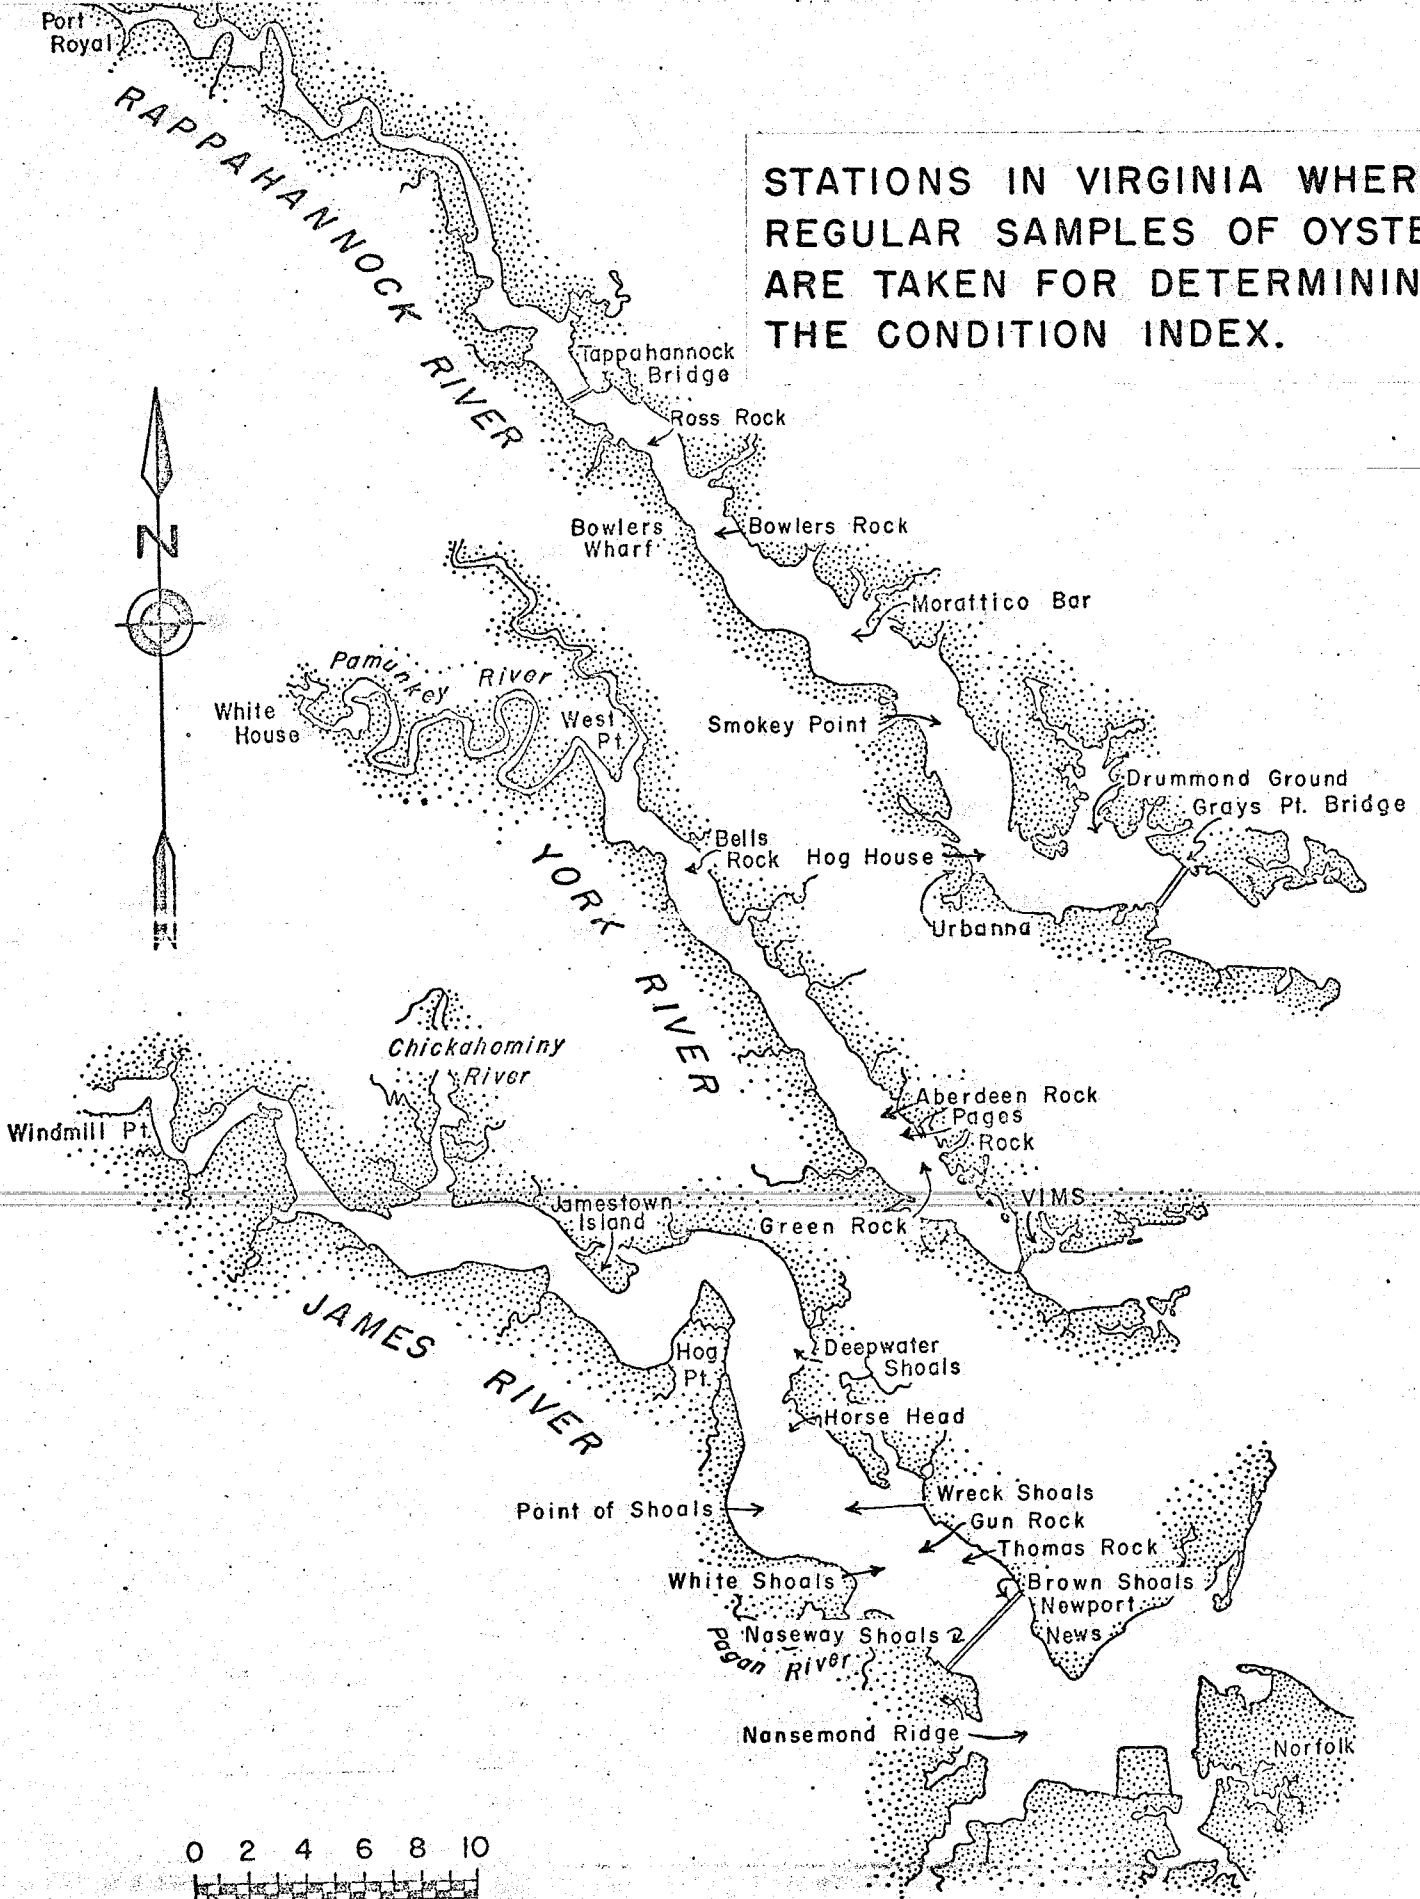 Port
Royal
RAPPAHANNOCK RIVER
STATIONS IN VIRGINIA WHER
REGULAR SAMPLES OF OYSTE
ARE TAKEN FOR DETERMININ
THE CONDITION INDEX.
Tappahannock
Bridge
Ross Rock
Bowlers
Wharf
Bowlers Rock
N
Morattico Bar
Pamunkey River
White
House
West
Pt.
Smokey Point
Drummond Ground
Grays Pt. Bridge
Bells
Rock
Hog House
Urbanna
YORK RIVER
Chickahominy
River
Aberdeen Rock
Pages
Rock
Windmill Pt.
VIMS
Jamestown
Island
Green Rock
JAMES RIVER
Hog
Pt.
Deepwater
Shoals
Horse Head
Point of Shoals
Wreck Shoals
Gun Rock
Thomas Rock
White Shoals
Brown Shoals
Newport
News
Naseway Shoals
Pagan River
Nansemond Ridge
Norfolk
0 2 4 6 8 10